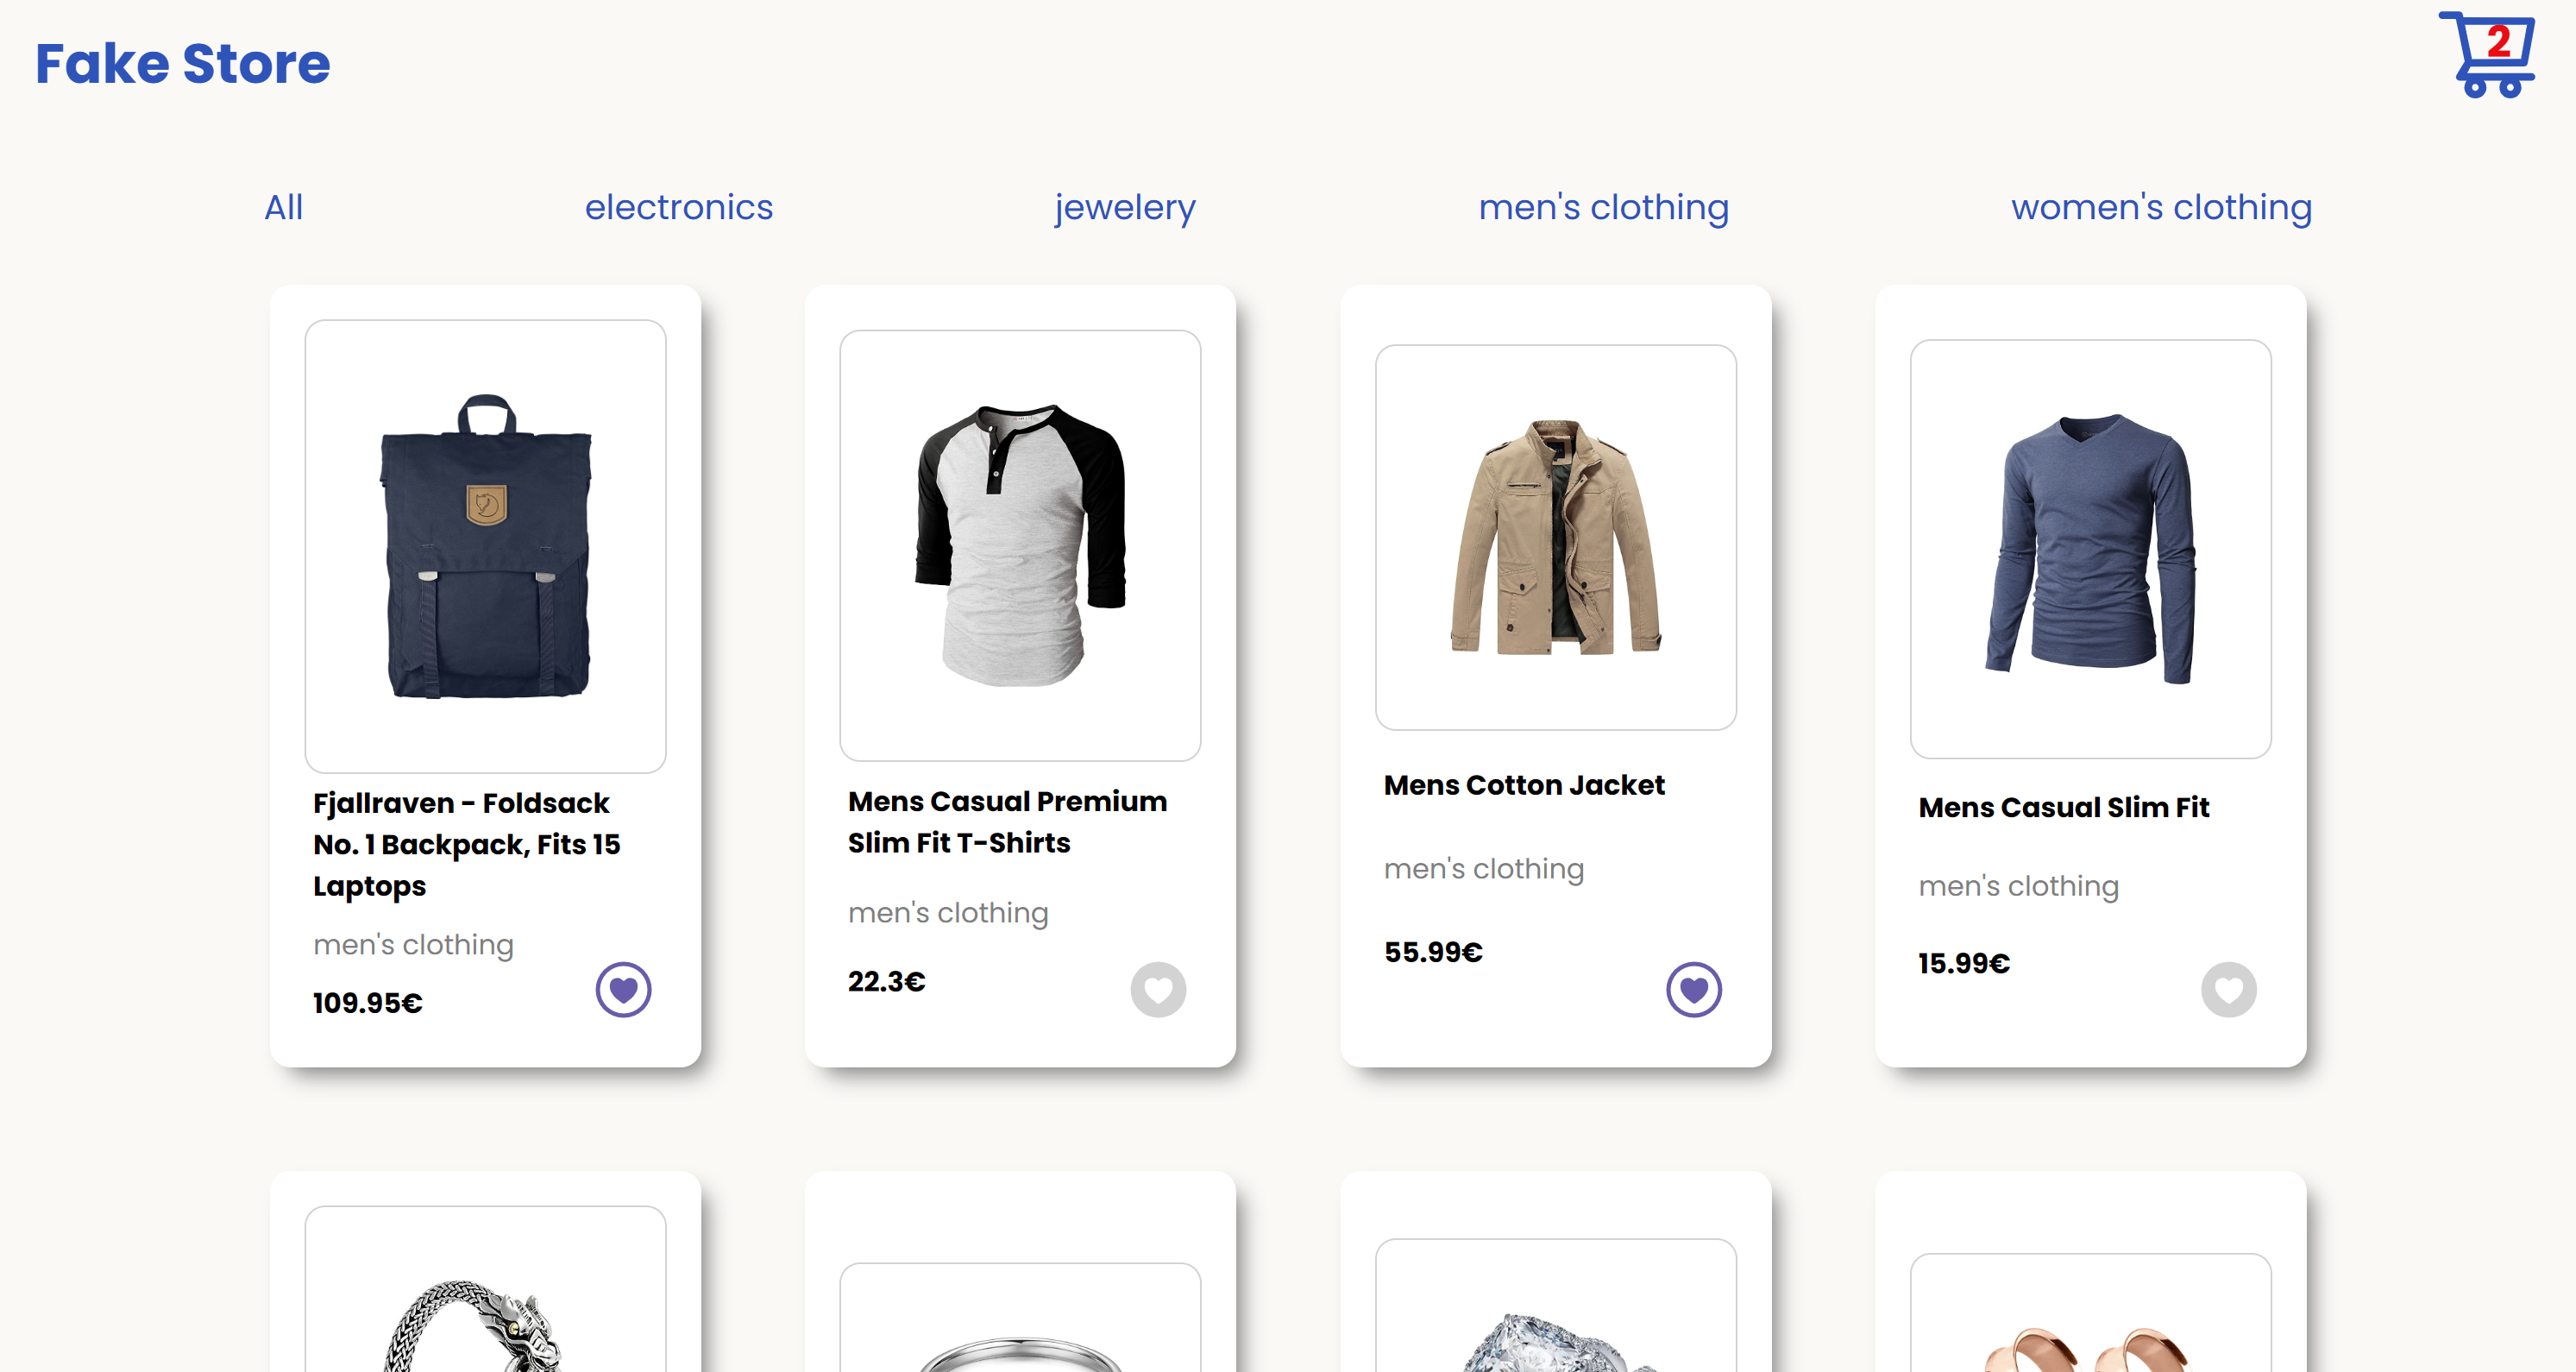 Fake Store
2
All
electronics
jewelery
men's clothing
women's clothing
Fjallraven - Foldsack
No. 1 Backpack, Fits 15
Laptops
men's clothing
109.95€
Mens Casual Premium
Slim Fit T-Shirts
men's clothing
22.3€
Mens Cotton Jacket
men's clothing
55.99€
Mens Casual Slim Fit
men's clothing
15.99€